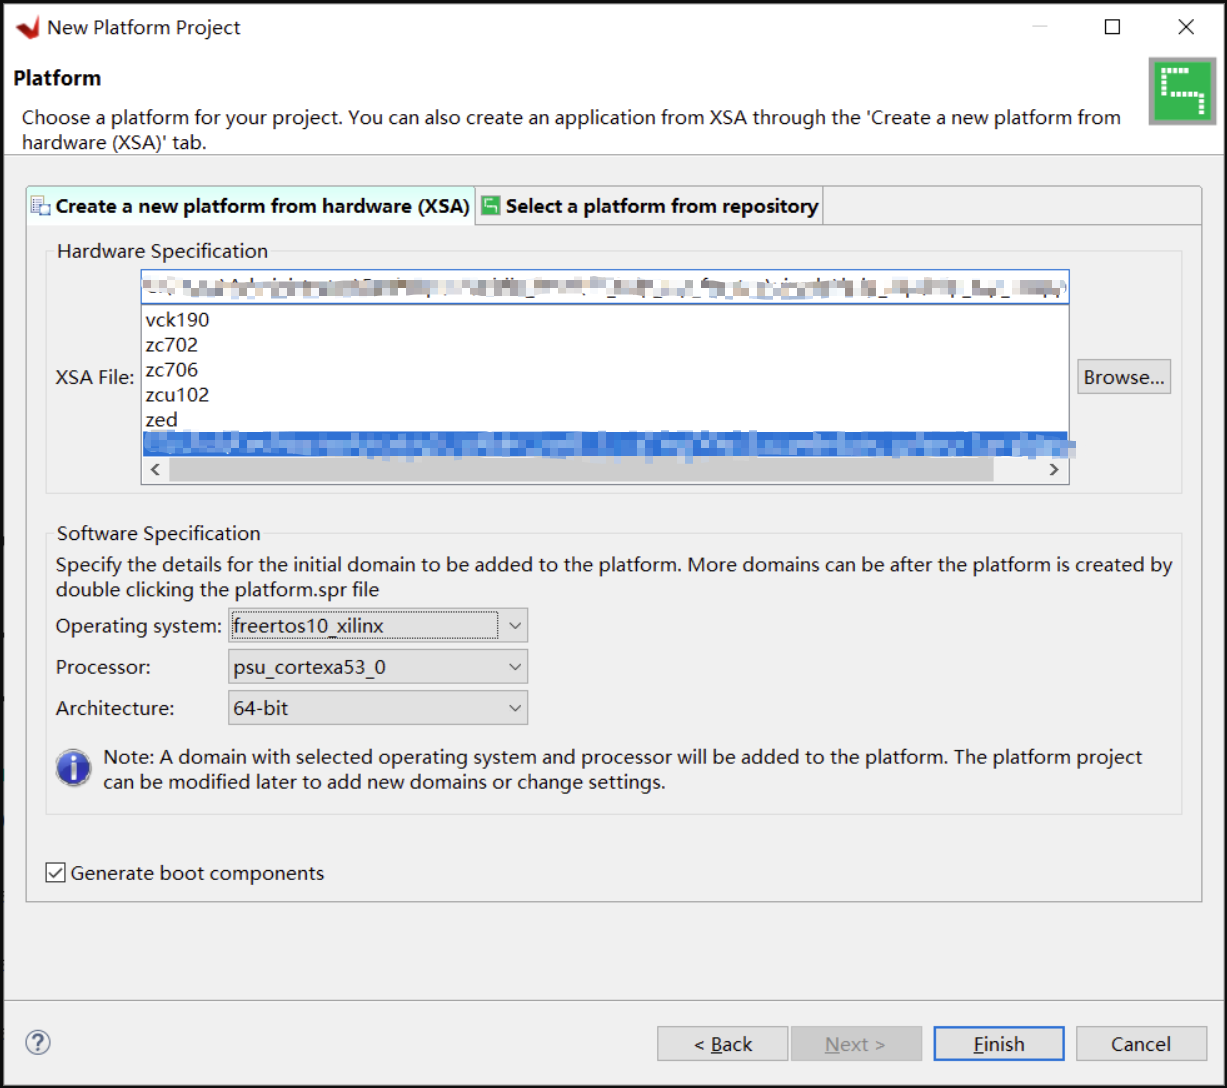 New Platform Project
Platform
Choose a platform for your project. You can also create an application from XSA through the 'Create a new platform from
hardware (XSA)' tab.
Create a new platform from hardware (XSA) Select a platform from repository
Hardware Specification
vck190
zc702
zc706
XSA File:
Browse...
zcu102
zed
Software Specification
Specify the details for the initial domain to be added to the platform. More domains can be after the platform is created by
double clicking the platform.spr file
Operating system: freertos10_xilinx
Processor: psu_cortexa53_0
Architecture: 64-bit
Note: A domain with selected operating system and processor will be added to the platform. The platform project
can be modified later to add new domains or change settings.
Generate boot components
? < Back Next > Finish Cancel